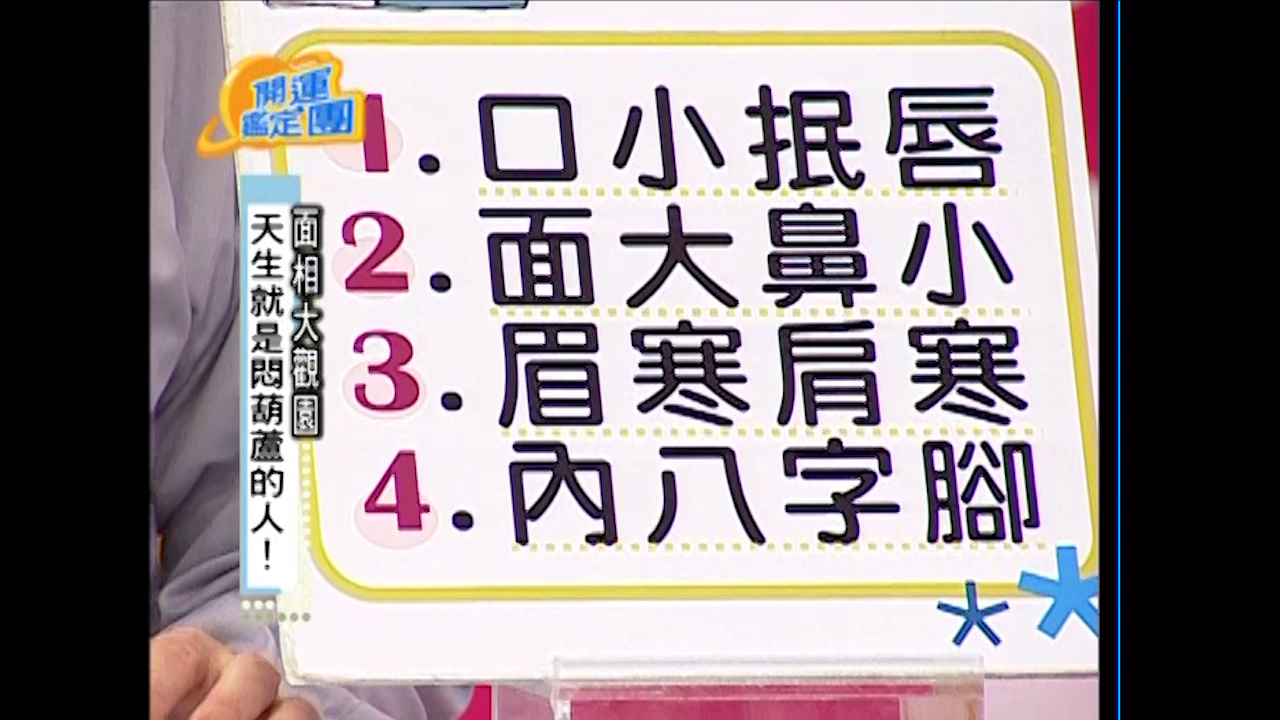 開運
鑑定團
面相大觀園
天生就是悶葫蘆的人！
1.口小抿唇
2.面大鼻小
3.眉寒肩寒
4.內八字腳